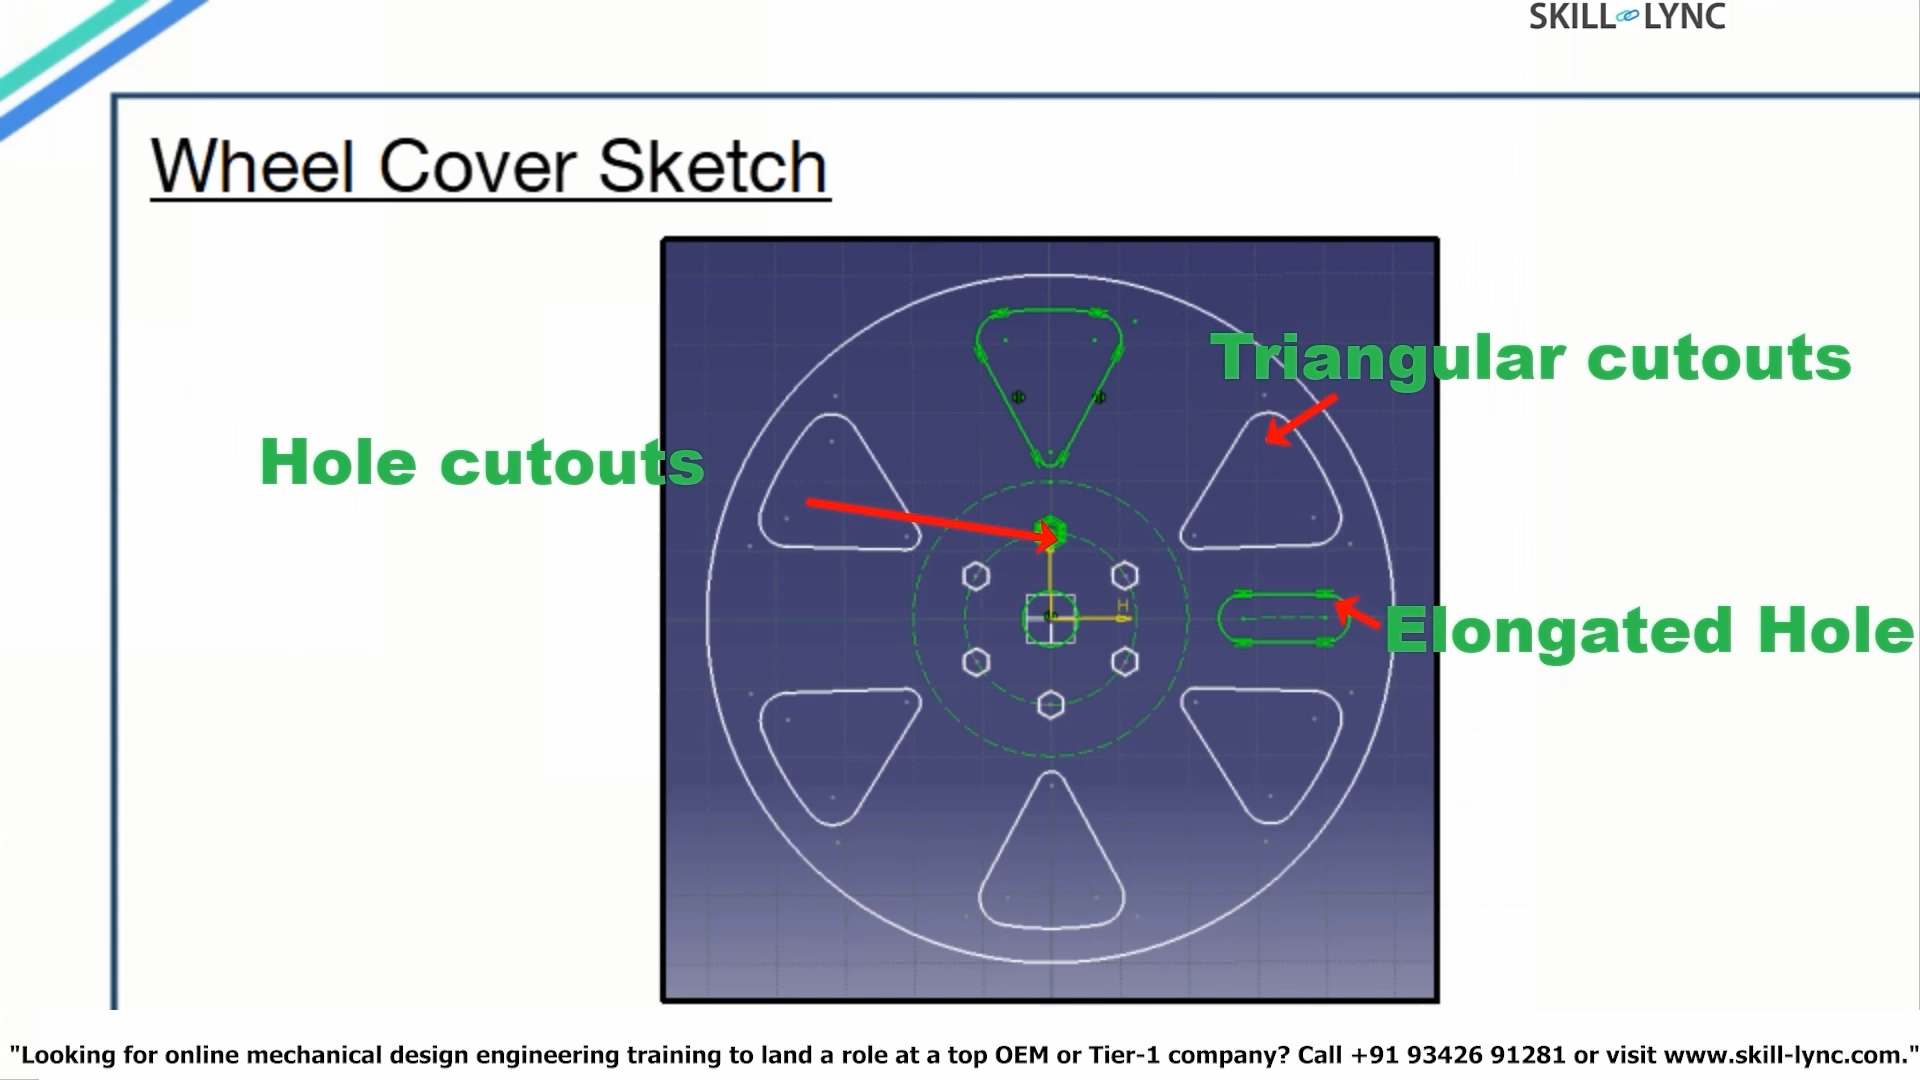 SKILL LYNC
Wheel Cover Sketch
Triangular cutouts
Hole cutouts
H
Elongated Hole
"Looking for online mechanical design engineering training to land a role at a top OEM or Tier-1 company? Call +91 93426 91281 or visit www.skill-lync.com."